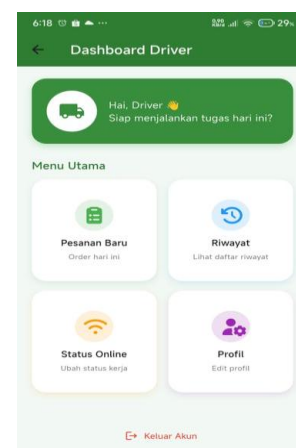 6:18
29%
Dashboard Driver
Hai, Driver 👋
Siap menjalankan tugas hari ini?
Menu Utama
Pesanan Baru
Order hari ini
Riwayat
Lihat daftar riwayat
Status Online
Ubah status kerja
Profil
Edit profil
Keluar Akun